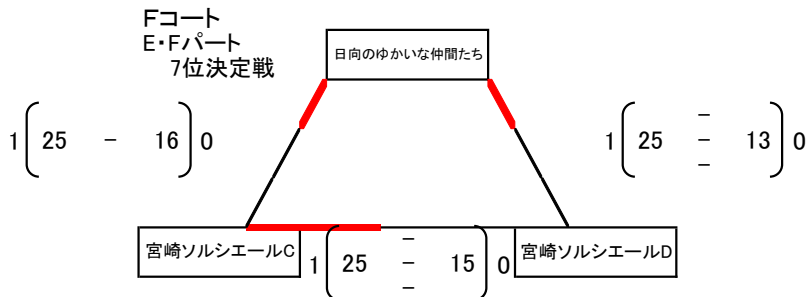 Fコート
E・Fパート
7位決定戦
日向のゆかいな仲間たち
1 25 - 16 0
1 25 - - - 13 0
宮崎ソルシエールC
1 25 - - - 15 0
宮崎ソルシエールD